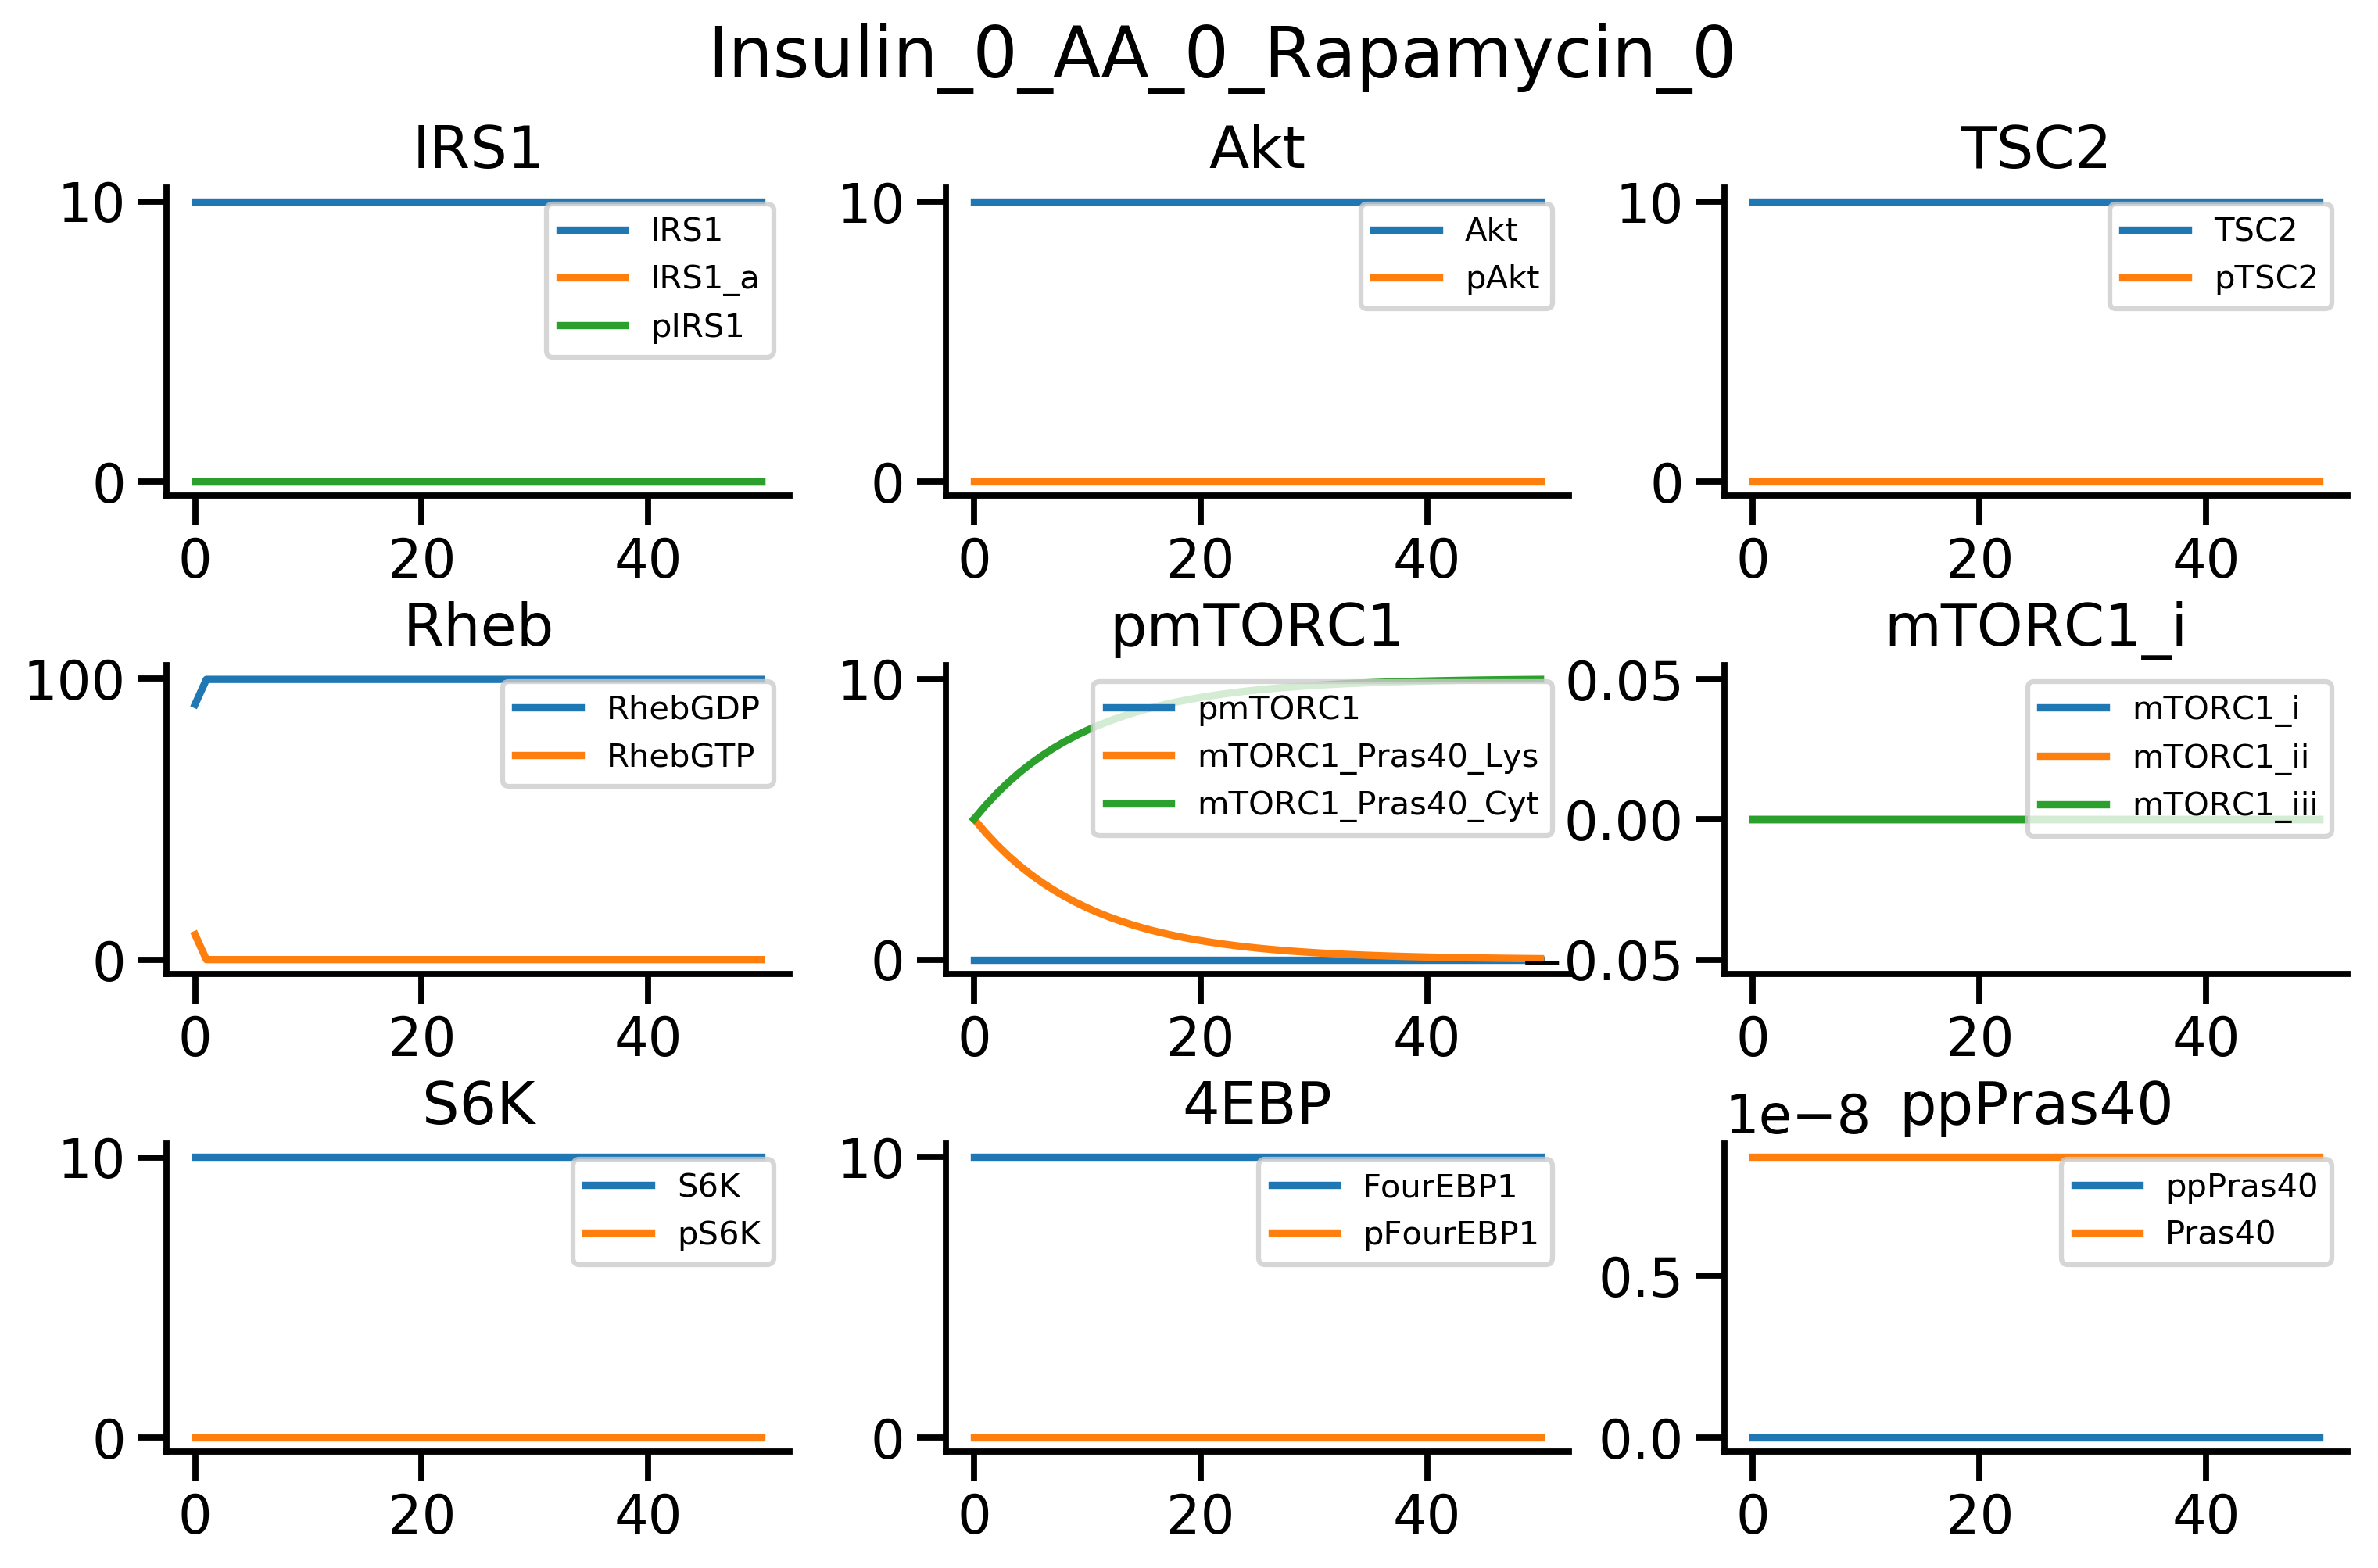 Insulin_0_AA_0_Rapamycin_0
IRS1
10
0
0 20 40
IRS1
IRS1_a
pIRS1
Akt
10
0
0 20 40
Akt
pAkt
TSC2
10
0
0 20 40
TSC2
pTSC2
Rheb
100
0
0 20 40
RhebGDP
RhebGTP
pmTORC1
10
0
0 20 40
pmTORC1
mTORC1_Pras40_Lys
mTORC1_Pras40_Cyt
mTORC1_i
0.05
0.00
−0.05
0 20 40
mTORC1_i
mTORC1_ii
mTORC1_iii
S6K
10
0
0 20 40
S6K
pS6K
4EBP
10
0
0 20 40
FourEBP1
pFourEBP1
1e−8 ppPras40
0.5
0.0
0 20 40
ppPras40
Pras40